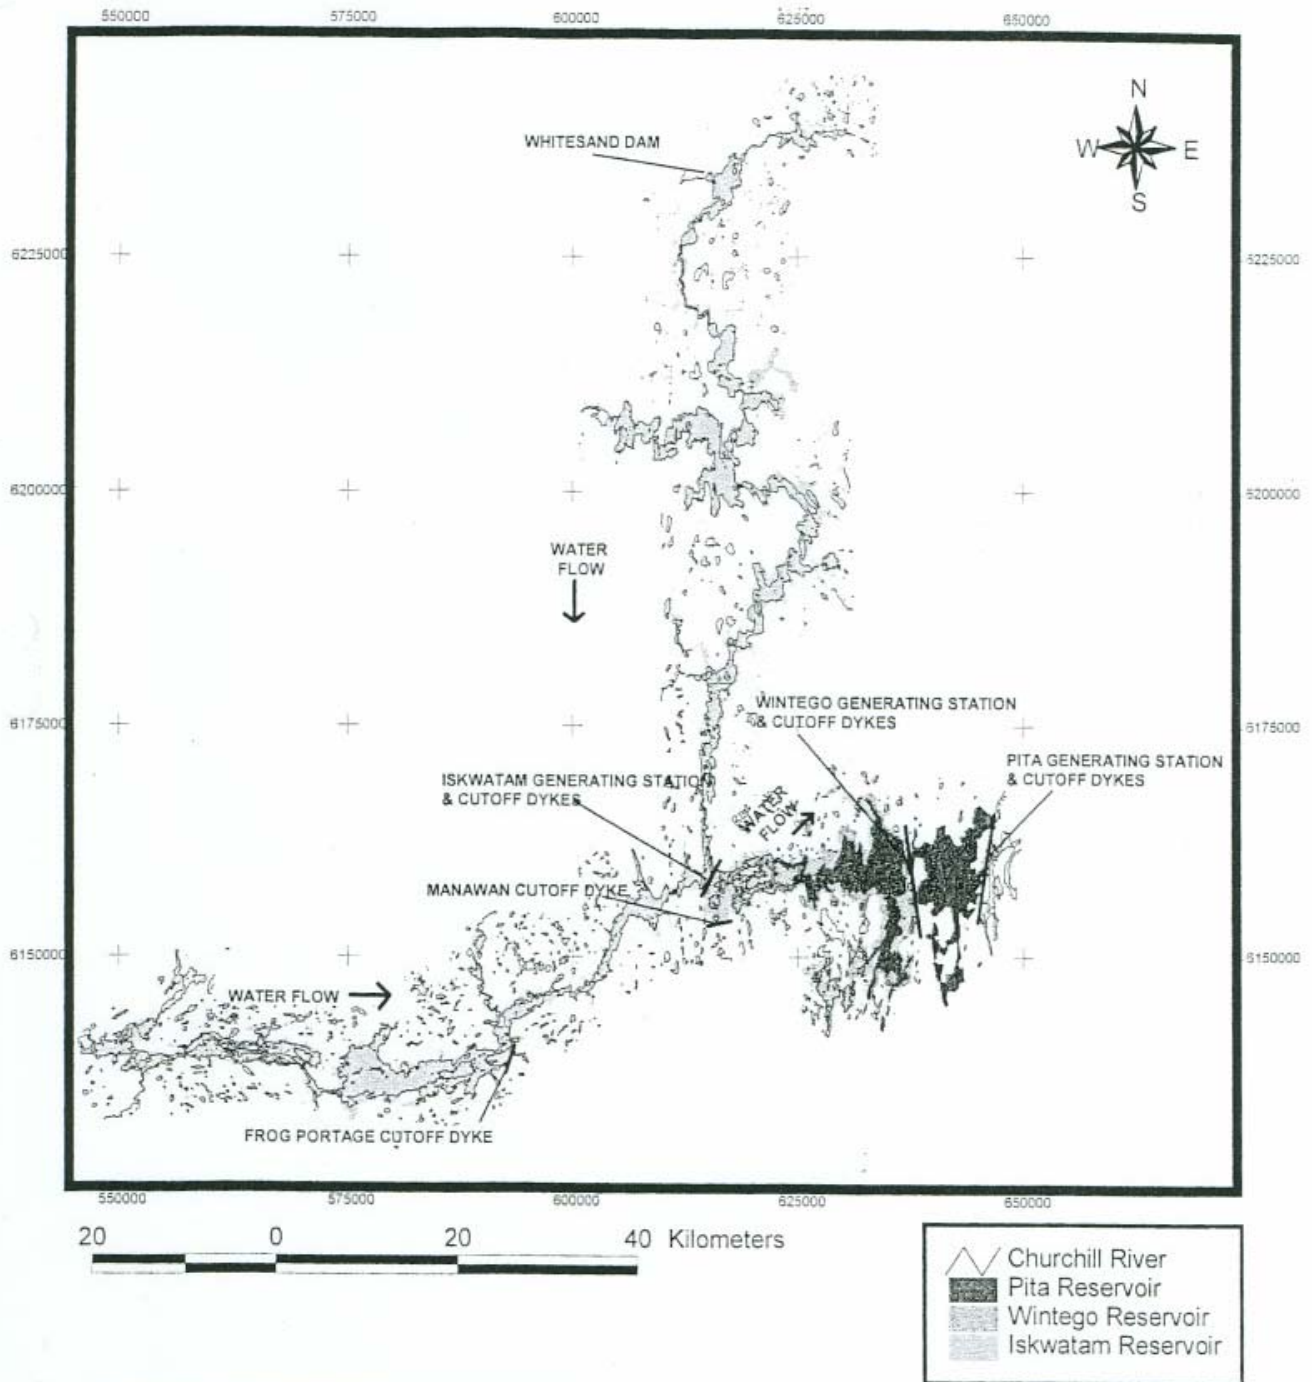 550000 575000 600000 625000 650000
N
W E
S
WHITESAND DAM
6225000 6225000
6200000 6200000
WATER
FLOW
WINTEGO GENERATING STATION
& CUTOFF DYKES
6175000 6175000
PITA GENERATING STATION
& CUTOFF DYKES
ISKWATAM GENERATING STATION
& CUTOFF DYKES
WATER
FLOW
MANAWAN CUTOFF DYKE
6150000 6150000
WATER FLOW
FROG PORTAGE CUTOFF DYKE
550000 575000 600000 625000 650000
20 0 20 40 Kilometers
Churchill River
Pita Reservoir
Wintego Reservoir
Iskwatam Reservoir